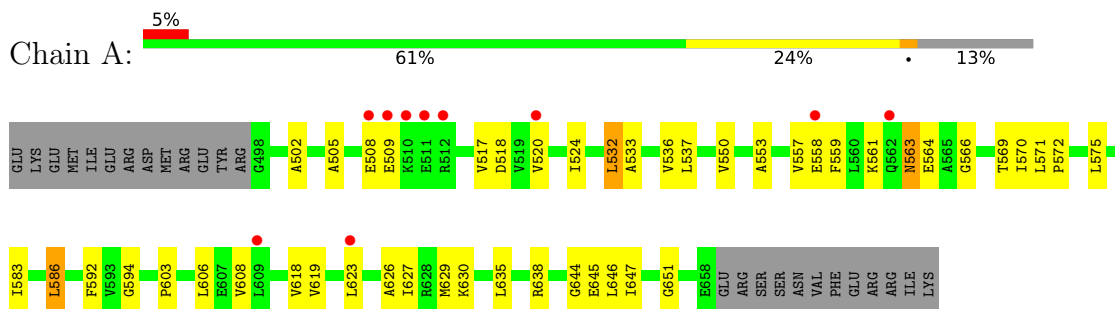 5%
Chain A:
61% 24% • 13%
GLU LYS GLU MET ILE GLU ARG ASP MET ARG GLU TYR ARG G498 A502 A505 E508 E509 K510 E511 R512 V517 D518 V519 V520 I524 L532 A533 V536 L537 V550 A553 V557 E558 F559 L560 K561 Q562 N563 E564 A565 G566 T569 I570 L571 P572 L575
I583 L586 F592 V593 G594 P603 L606 E607 V608 L609 V618 V619 L623 A626 I627 R628 M629 K630 L635 R638 G644 E645 L646 I647 G651 E658 GLU ARG SER SER ASN VAL PHE GLU ARG ARG ILE LYS